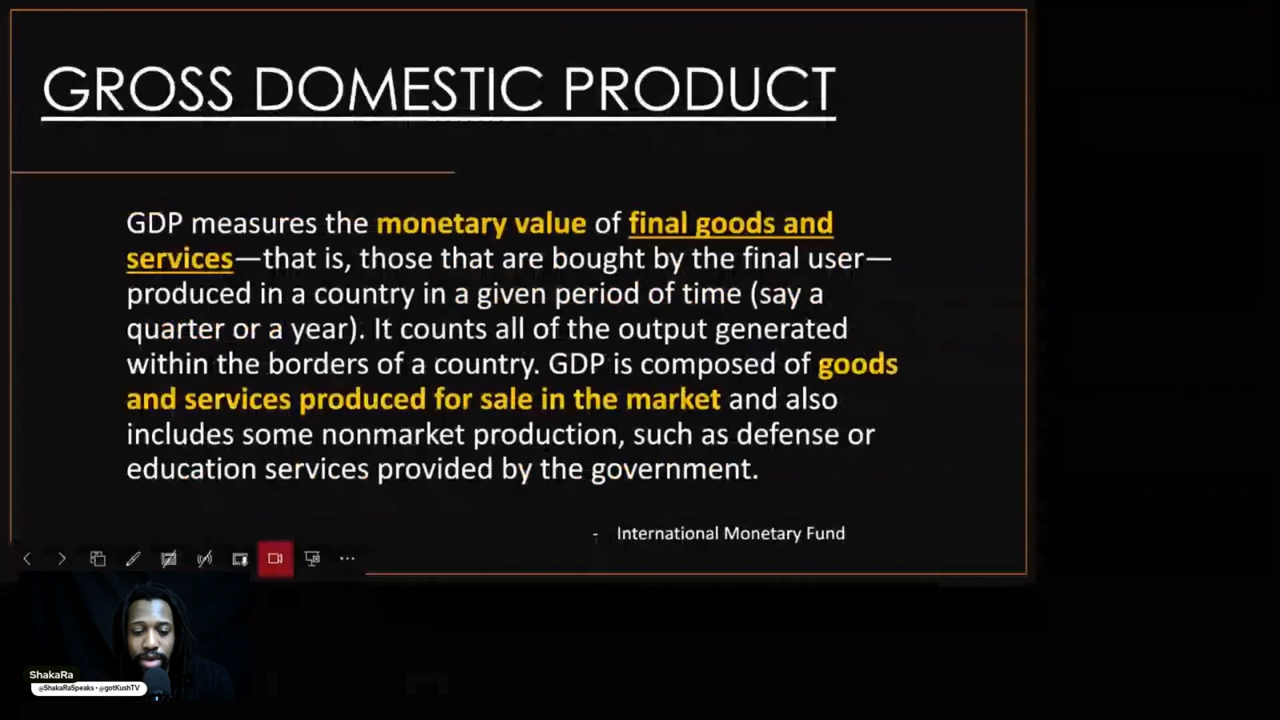 GROSS DOMESTIC PRODUCT
GDP measures the monetary value of final goods and
services—that is, those that are bought by the final user—
produced in a country in a given period of time (say a
quarter or a year). It counts all of the output generated
within the borders of a country. GDP is composed of goods
and services produced for sale in the market and also
includes some nonmarket production, such as defense or
education services provided by the government.
- International Monetary Fund
ShakaRa
@ShakaRaSpeaks • @gotKushTV